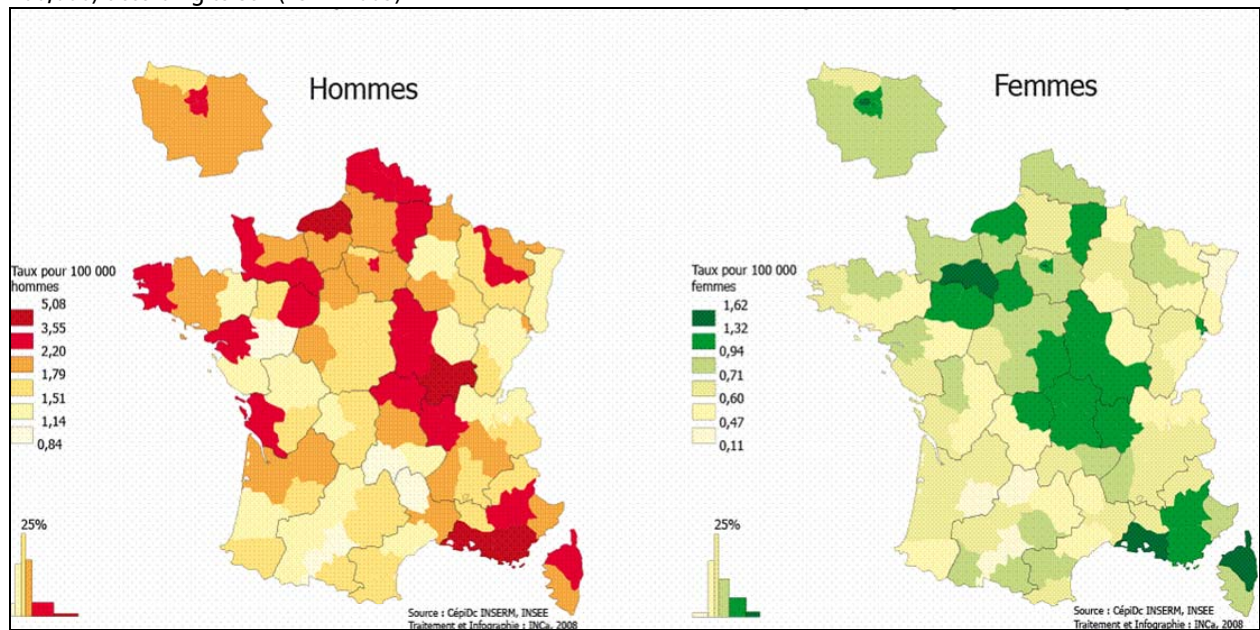 Hommes
Taux pour 100 000
hommes
5,08
3,55
2,20
1,79
1,51
1,14
0,84
25%
Source : CépiDc INSERM, INSEE
Traitement et Infographie : INCa, 2008
Femmes
Taux pour 100 000
femmes
1,62
1,32
0,94
0,71
0,60
0,47
0,11
25%
Source : CépiDc INSERM, INSEE
Traitement et Infographie : INCa, 2008